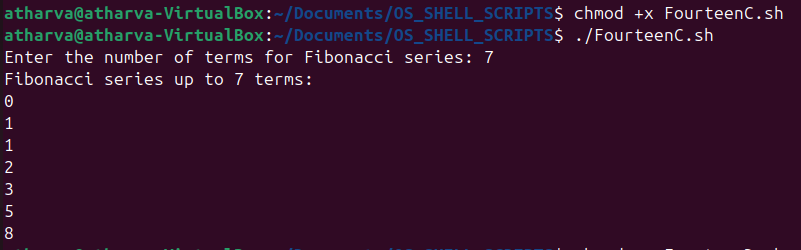 atharva@atharva-VirtualBox:~/Documents/OS_SHELL_SCRIPTS$ chmod +x FourteenC.sh
atharva@atharva-VirtualBox:~/Documents/OS_SHELL_SCRIPTS$ ./FourteenC.sh
Enter the number of terms for Fibonacci series: 7
Fibonacci series up to 7 terms:
0
1
1
2
3
5
8